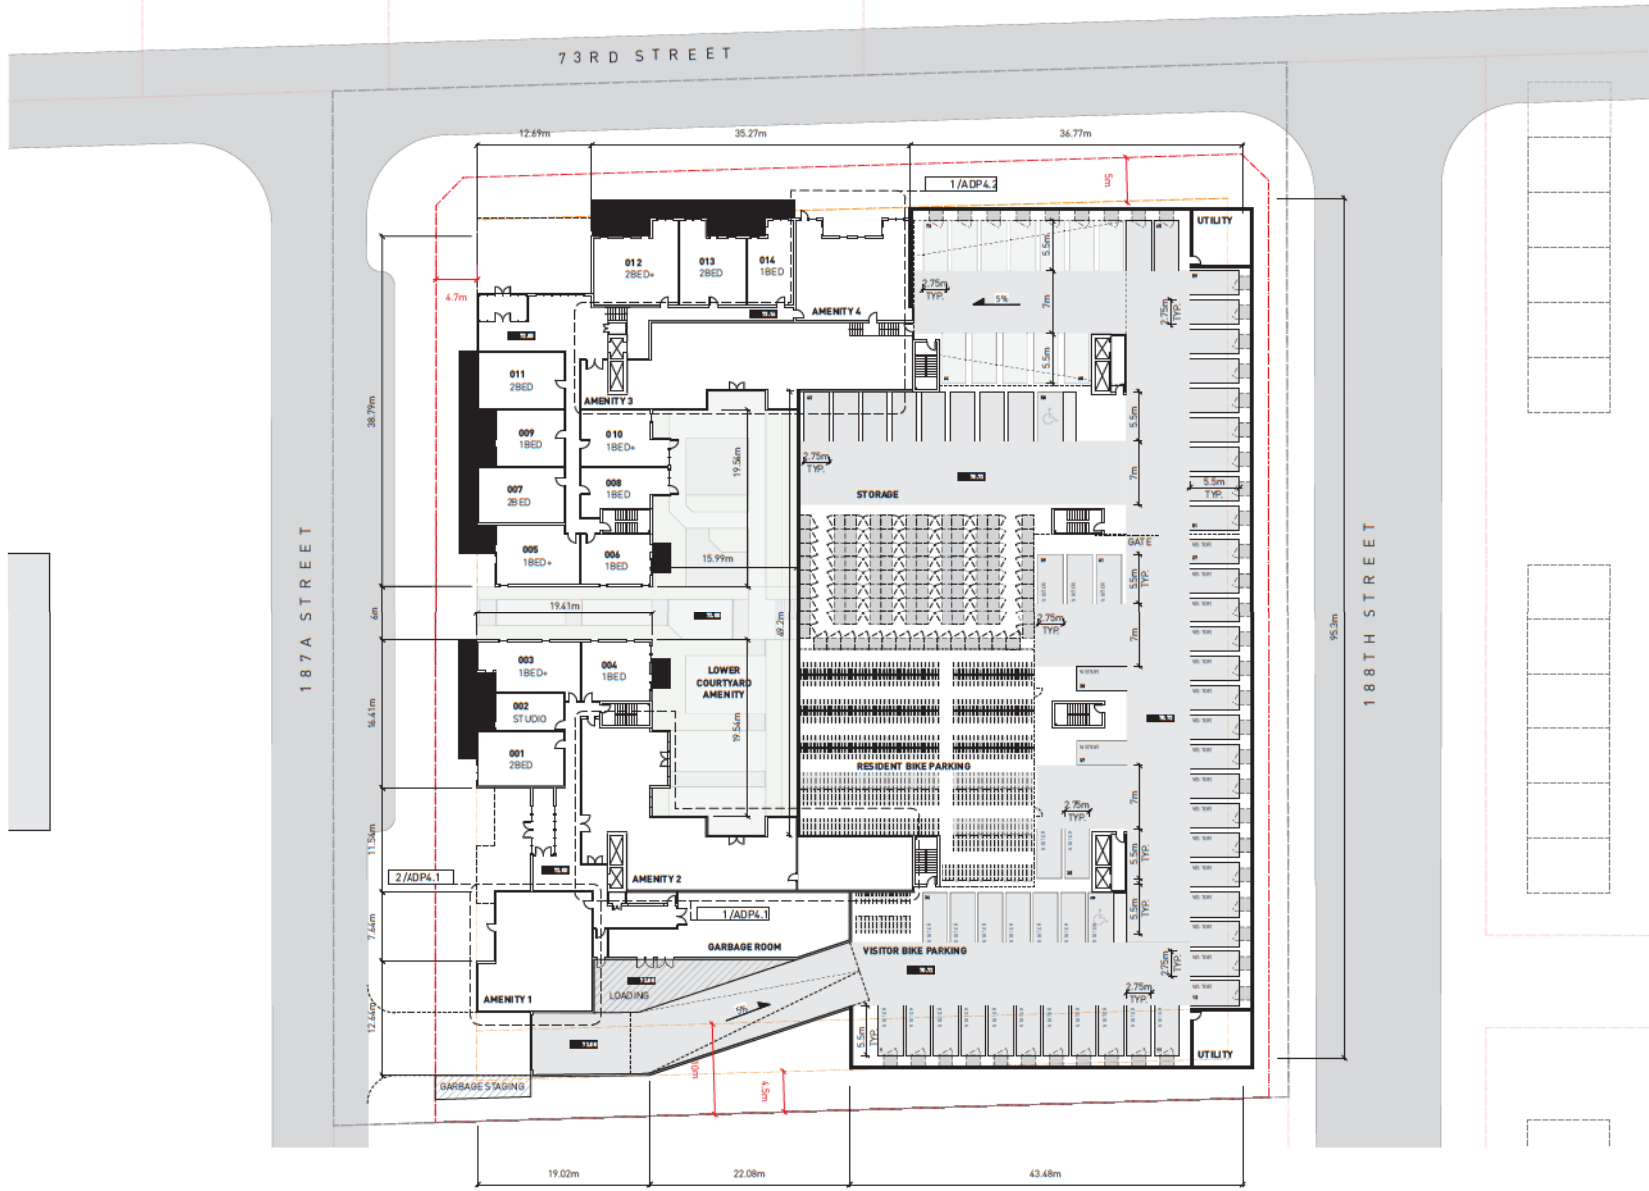 73RD STREET
12.69m
35.27m
36.77m
1/ADP4.2
5m
UTILITY
012
2BED+
013
2BED
014
1BED
5.5m
4.7m
2.75m
TYP.
5%
7m
2.75m
TYP.
AMENITY 4
5.5m
011
2BED
AMENITY 3
38.79m
009
1BED
010
1BED+
5.5m
19.54m
2.75m
TYP.
7m
007
2BED
008
1BED
STORAGE
5.5m
TYP.
187A STREET
188TH STREET
005
1BED+
006
1BED
15.99m
GATE
5.5m
TYP.
6m
19.41m
49.2m
2.75m
TYP.
7m
95.3m
003
1BED+
004
1BED
LOWER
COURTYARD
AMENITY
VISITOR
002
STUDIO
16.41m
19.54m
001
2BED
VISITOR
RESIDENT BIKE PARKING
7m
2.75m
TYP.
11.54m
5.5m
TYP.
2/ADP4.1
AMENITY 2
5.5m
TYP.
1/ADP4.1
7.64m
GARBAGE ROOM
VISITOR BIKE PARKING
2.75m
TYP.
AMENITY 1
LOADING
5%
2.75m
TYP.
12.64m
5.5m
TYP.
UTILITY
GARBAGE STAGING
4.5m
19.02m
22.08m
43.48m